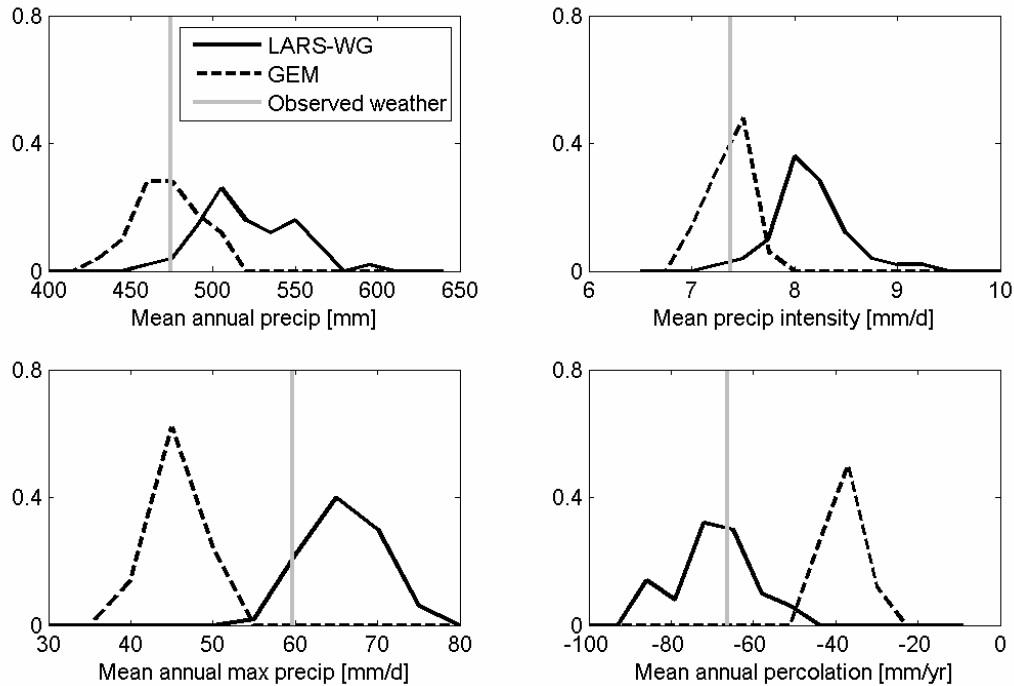 0.8
0.4
0
400 450 500 550 600 650
Mean annual precip [mm]
LARS-WG
GEM
Observed weather
0.8
0.4
0
6 7 8 9 10
Mean precip intensity [mm/d]
0.8
0.4
0
30 40 50 60 70 80
Mean annual max precip [mm/d]
0.8
0.4
0
-100 -80 -60 -40 -20 0
Mean annual percolation [mm/yr]